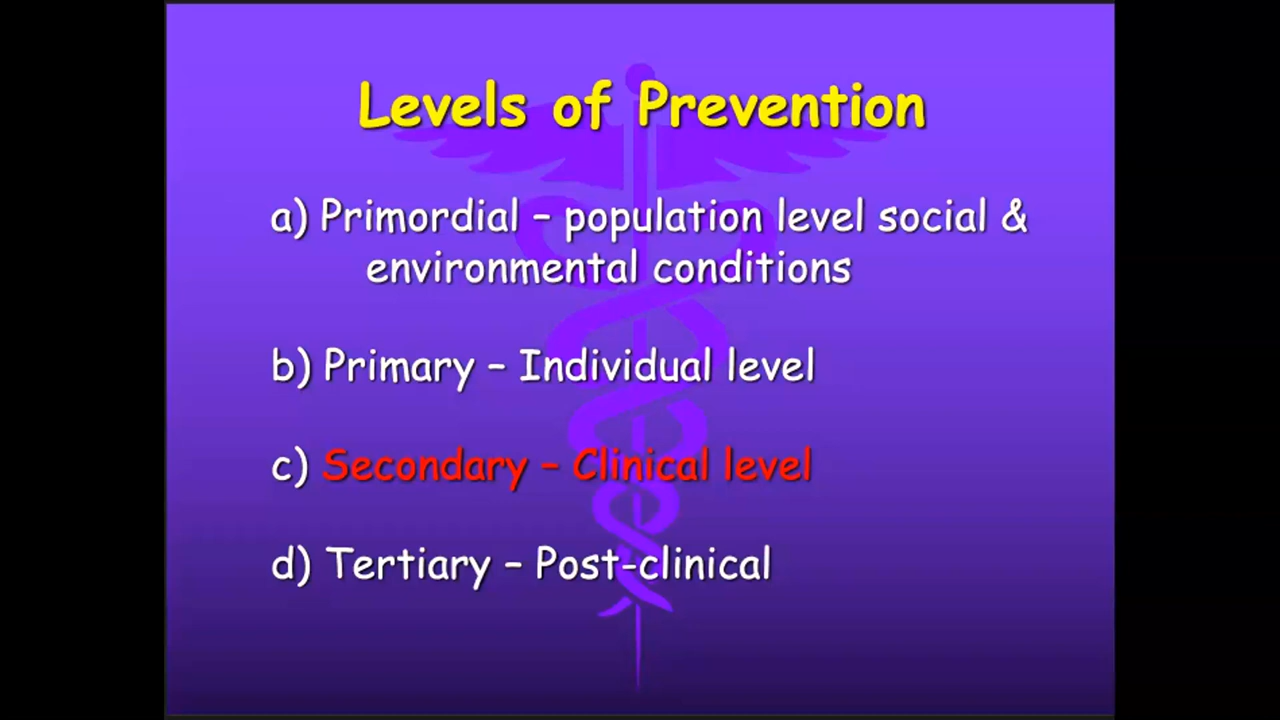 Levels of Prevention
a) Primordial – population level social &
environmental conditions
b) Primary – Individual level
c) Secondary – Clinical level
d) Tertiary – Post-clinical